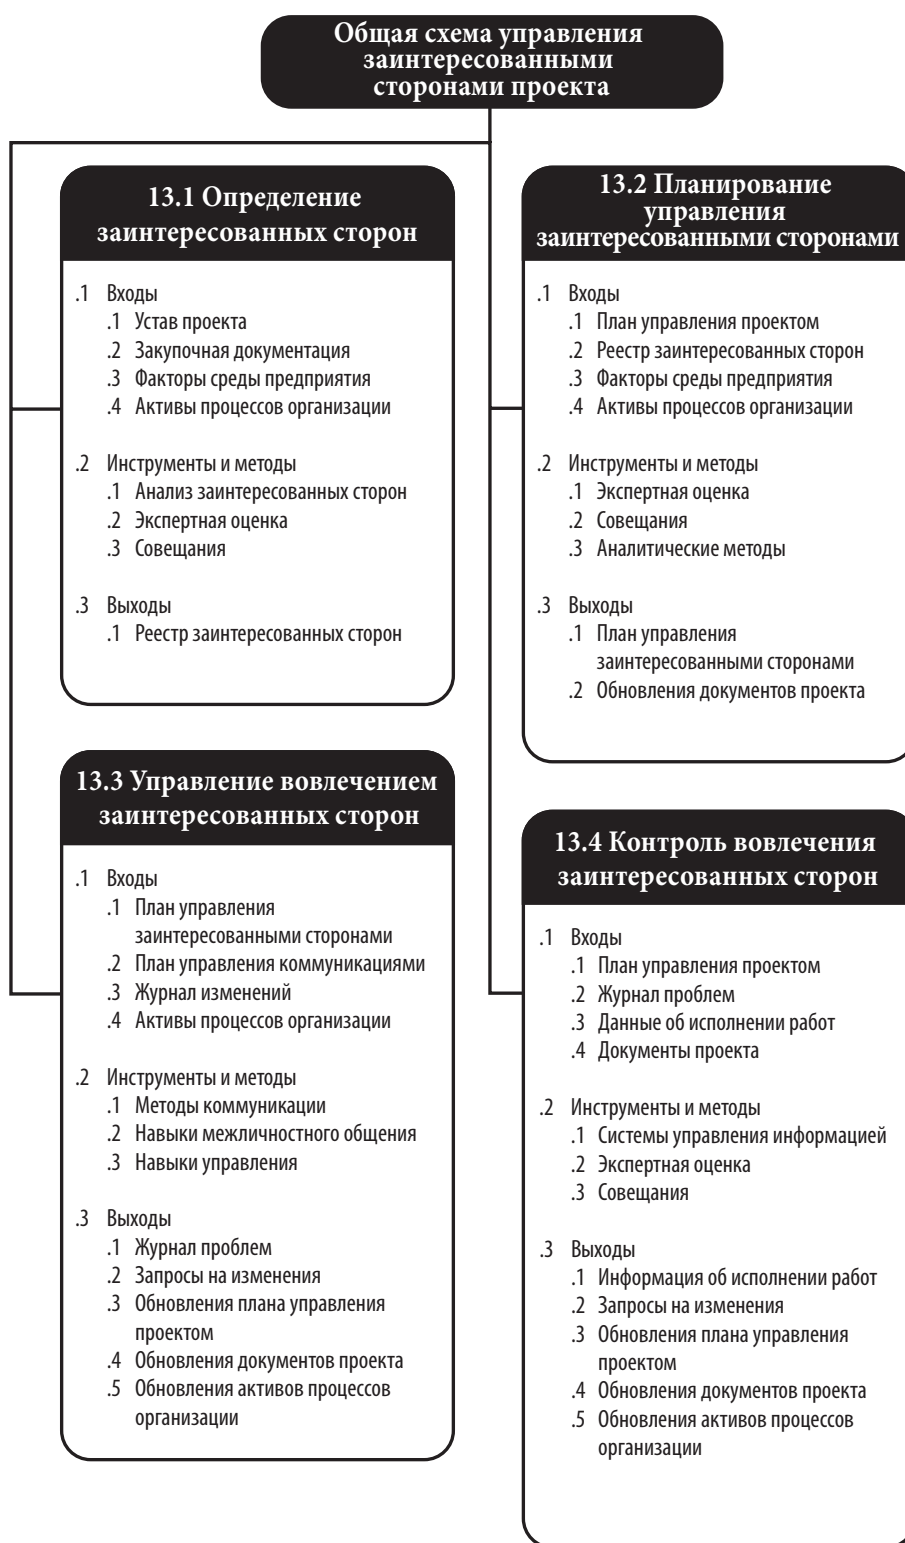 Общая схема управления
заинтересованными
сторонами проекта
13.1 Определение
заинтересованных сторон
.1 Входы
.1 Устав проекта
.2 Закупочная документация
.3 Факторы среды предприятия
.4 Активы процессов организации
.2 Инструменты и методы
.1 Анализ заинтересованных сторон
.2 Экспертная оценка
.3 Совещания
.3 Выходы
.1 Реестр заинтересованных сторон
13.2 Планирование
управления
заинтересованными сторонами
.1 Входы
.1 План управления проектом
.2 Реестр заинтересованных сторон
.3 Факторы среды предприятия
.4 Активы процессов организации
.2 Инструменты и методы
.1 Экспертная оценка
.2 Совещания
.3 Аналитические методы
.3 Выходы
.1 План управления
заинтересованными сторонами
.2 Обновления документов проекта
13.3 Управление вовлечением
заинтересованных сторон
.1 Входы
.1 План управления
заинтересованными сторонами
.2 План управления коммуникациями
.3 Журнал изменений
.4 Активы процессов организации
.2 Инструменты и методы
.1 Методы коммуникации
.2 Навыки межличностного общения
.3 Навыки управления
.3 Выходы
.1 Журнал проблем
.2 Запросы на изменения
.3 Обновления плана управления
проектом
.4 Обновления документов проекта
.5 Обновления активов процессов
организации
13.4 Контроль вовлечения
заинтересованных сторон
.1 Входы
.1 План управления проектом
.2 Журнал проблем
.3 Данные об исполнении работ
.4 Документы проекта
.2 Инструменты и методы
.1 Системы управления информацией
.2 Экспертная оценка
.3 Совещания
.3 Выходы
.1 Информация об исполнении работ
.2 Запросы на изменения
.3 Обновления плана управления
проектом
.4 Обновления документов проекта
.5 Обновления активов процессов
организации